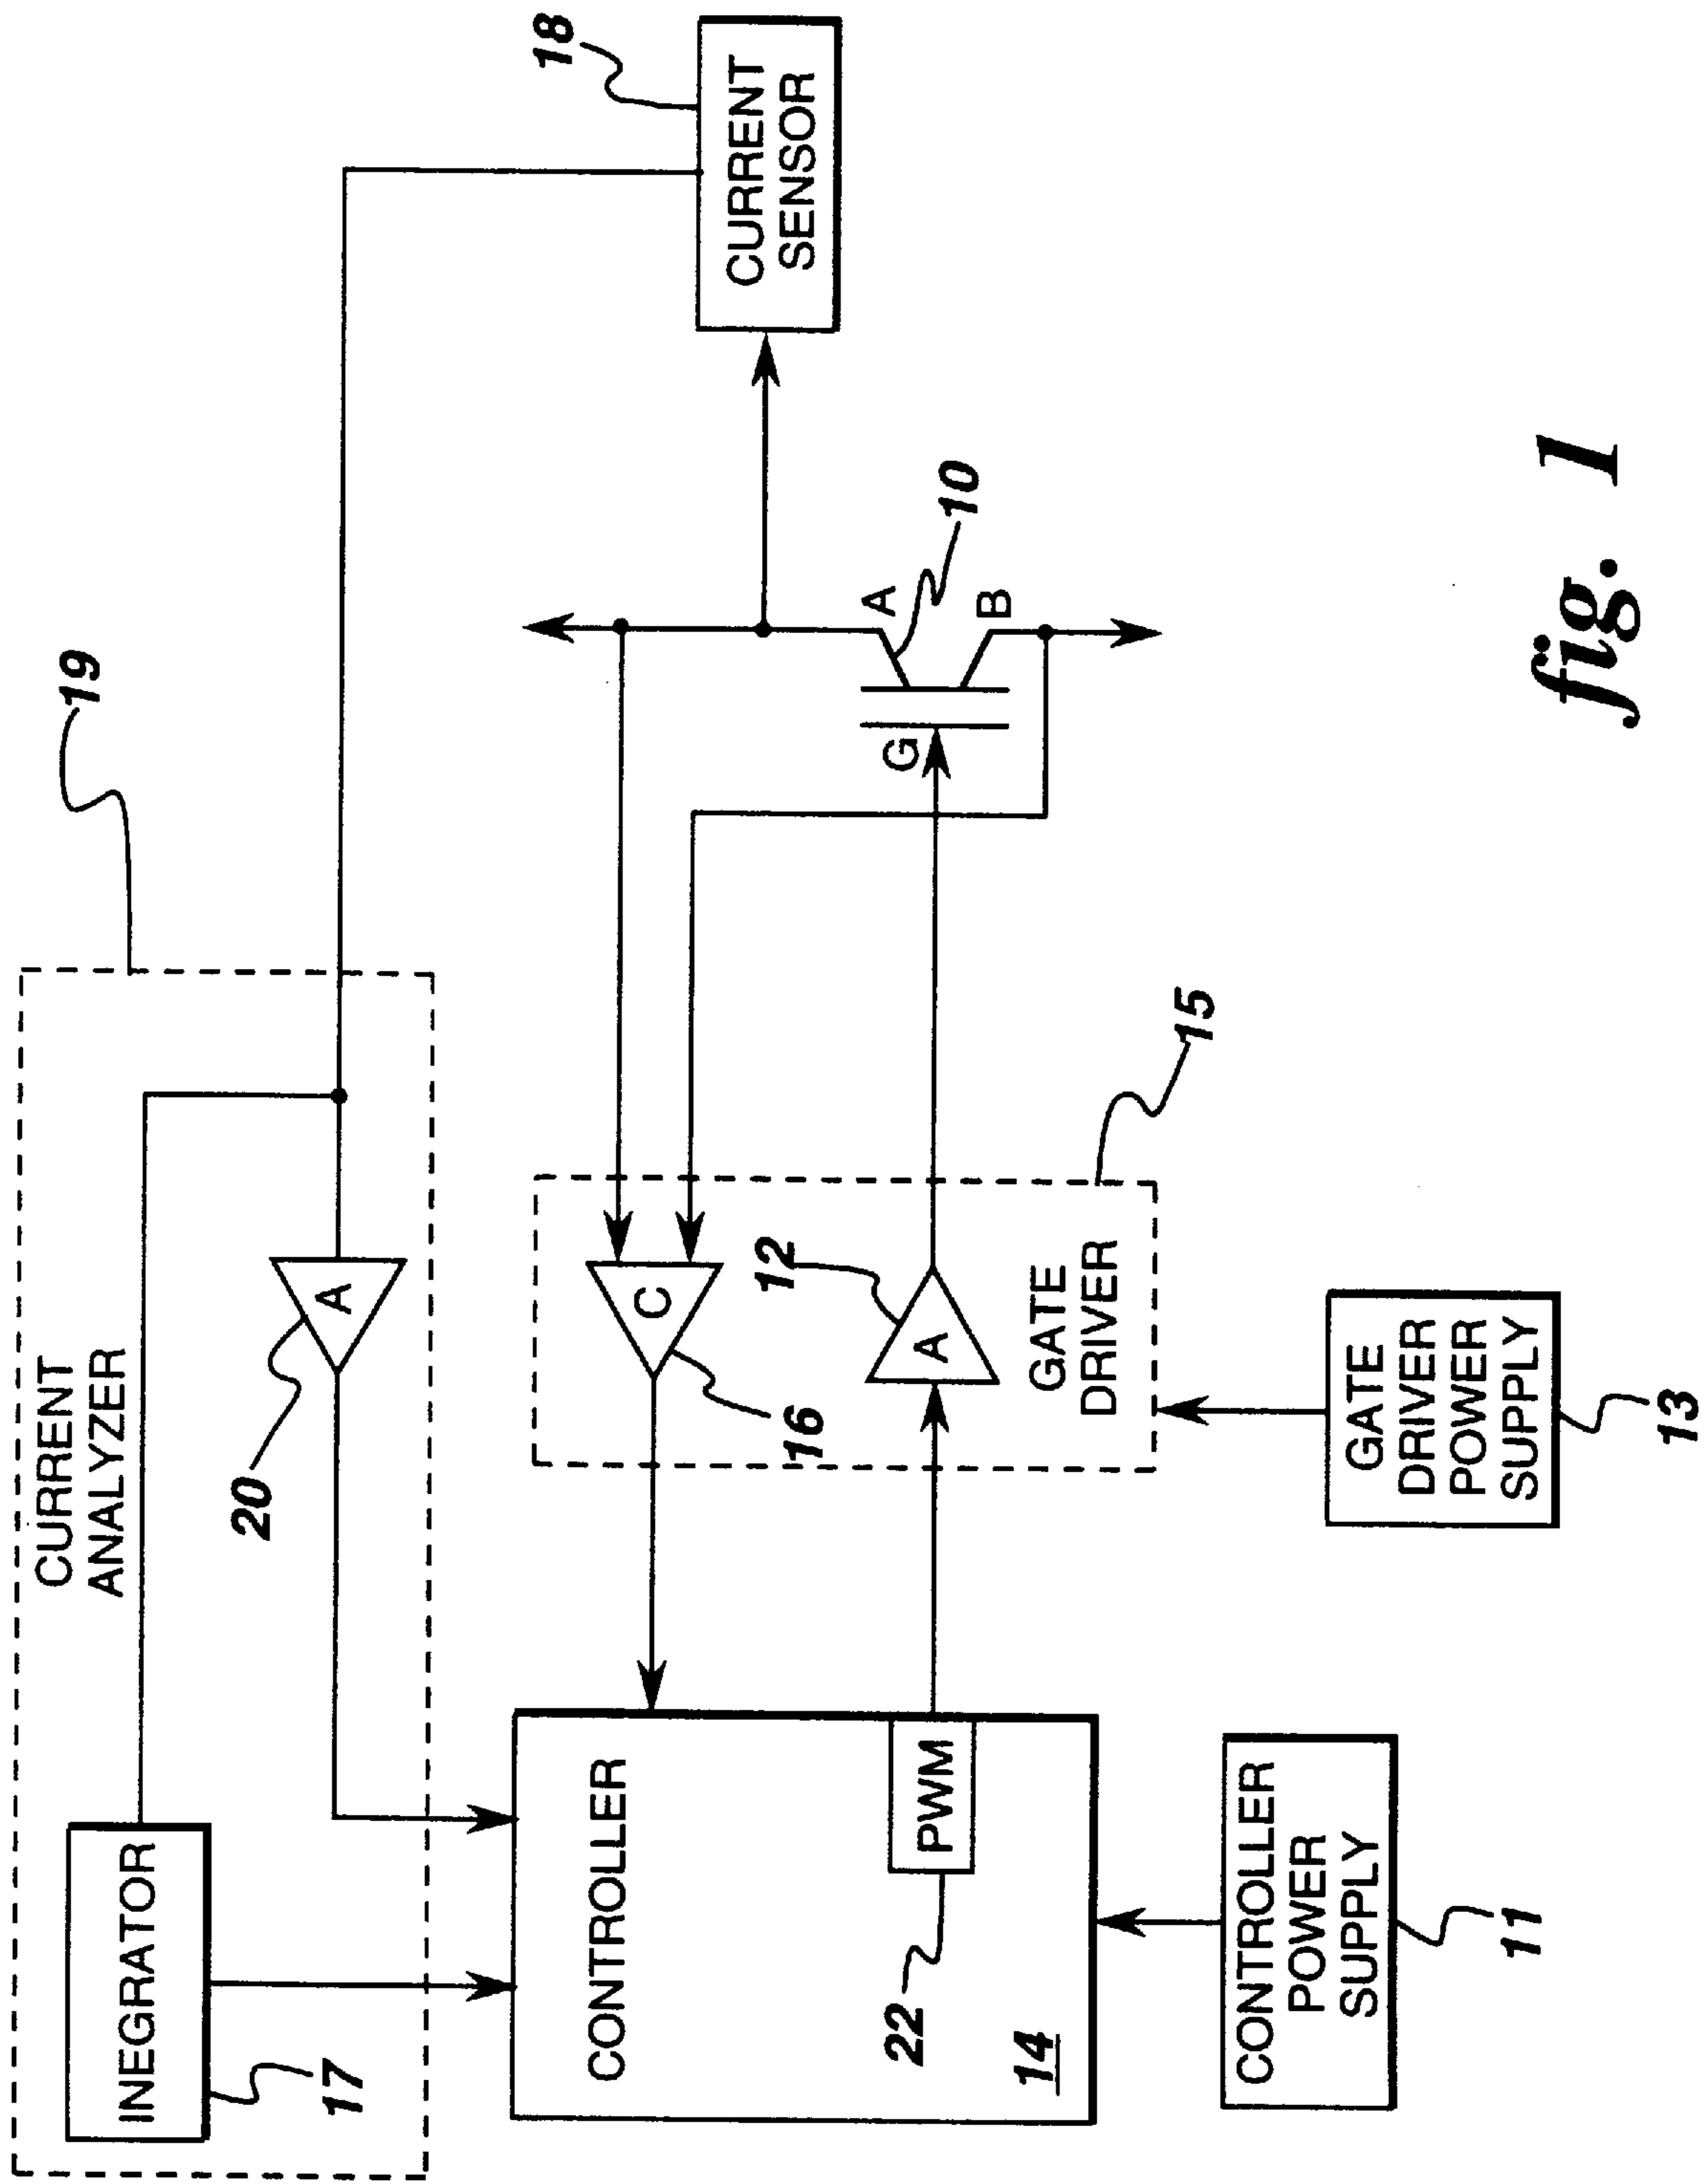 19
18
CURRENT
ANALYZER
INEGRATOR
17
20
A
CURRENT
SENSOR
C
16
12
A
GATE
DRIVER
15
G
A
B
10
CONTROLLER
PWM
22
14
CONTROLLER
POWER
SUPPLY
11
GATE
DRIVER
POWER
SUPPLY
13
fig. 1